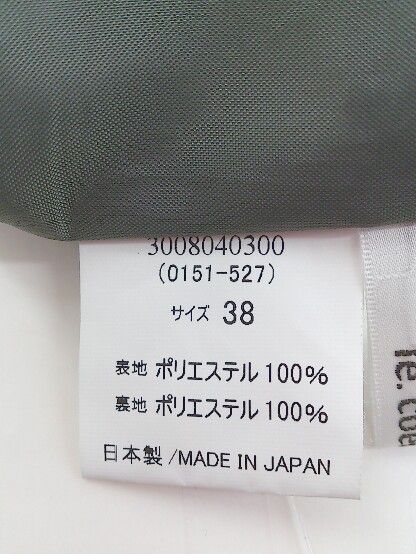 3008040300
(0151-527)
サイズ 38
表地 ポリエステル 100%
裏地 ポリエステル 100%
日本製/MADE IN JAPAN